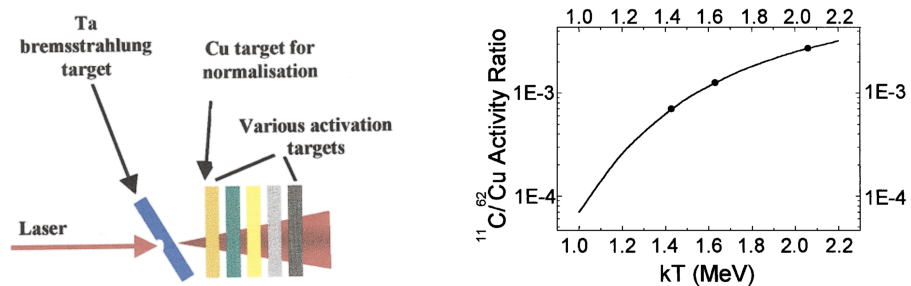 Ta
bremsstrahlung
target
Cu target for
normalisation
Various activation
targets
Laser
1.0 1.2 1.4 1.6 1.8 2.0 2.2
1E-3 1E-3
1E-4 1E-4
¹¹C/⁶²Cu Activity Ratio
1.0 1.2 1.4 1.6 1.8 2.0 2.2
kT (MeV)